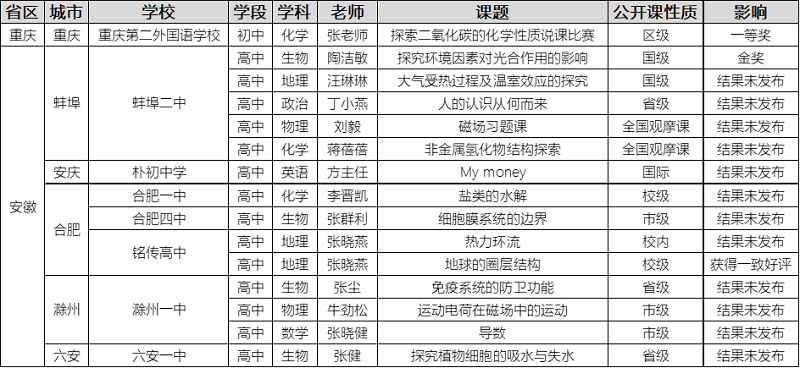 省区 城市 学校 学段 学科 老师 课题 公开课性质 影响
重庆 重庆 重庆第二外国语学校 初中 化学 张老师 探索二氧化碳的化学性质说课比赛 区级 一等奖
安徽 蚌埠 蚌埠二中 高中 生物 陶洁敏 探究环境因素对光合作用的影响 国级 金奖
高中 地理 汪琳琳 大气受热过程及温室效应的探究 国级 结果未发布
高中 政治 丁小燕 人的认识从何而来 省级 结果未发布
高中 物理 刘毅 磁场习题课 全国观摩课 结果未发布
高中 化学 蒋蓓蓓 非金属氢化物结构探索 全国观摩课 结果未发布
安庆 朴初中学 高中 英语 方主任 My money 国际 结果未发布
合肥 合肥一中 高中 化学 李晋凯 盐类的水解 校级 结果未发布
合肥四中 高中 生物 张群利 细胞膜系统的边界 市级 结果未发布
铭传高中 高中 地理 张晓燕 热力环流 校内 结果未发布
高中 地理 张晓燕 地球的圈层结构 校级 获得一致好评
滁州 滁州一中 高中 生物 张尘 免疫系统的防卫功能 省级 结果未发布
高中 物理 牛劲松 运动电荷在磁场中的运动 市级 结果未发布
高中 数学 张晓健 导数 市级 结果未发布
六安 六安一中 高中 生物 张健 探究植物细胞的吸水与失水 省级 结果未发布